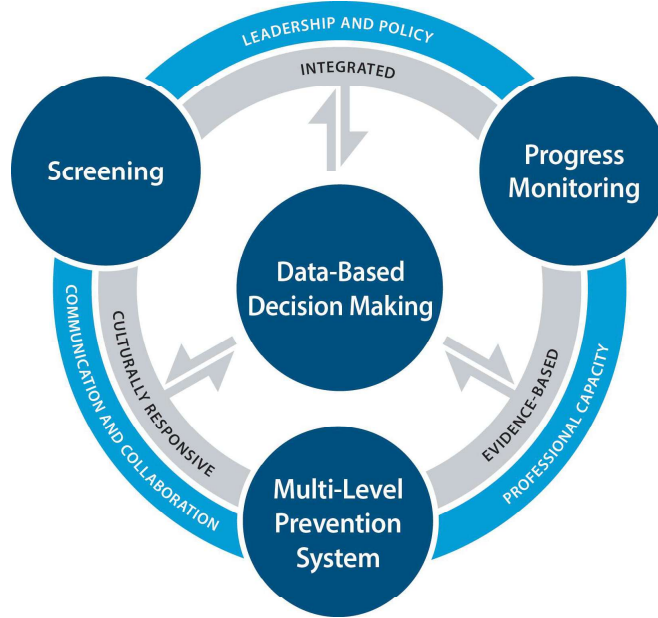 LEADERSHIP AND POLICY
INTEGRATED
Screening
Progress
Monitoring
Data-Based
Decision Making
COMMUNICATION AND COLLABORATION
CULTURALLY RESPONSIVE
EVIDENCE-BASED
PROFESSIONAL CAPACITY
Multi-Level
Prevention
System